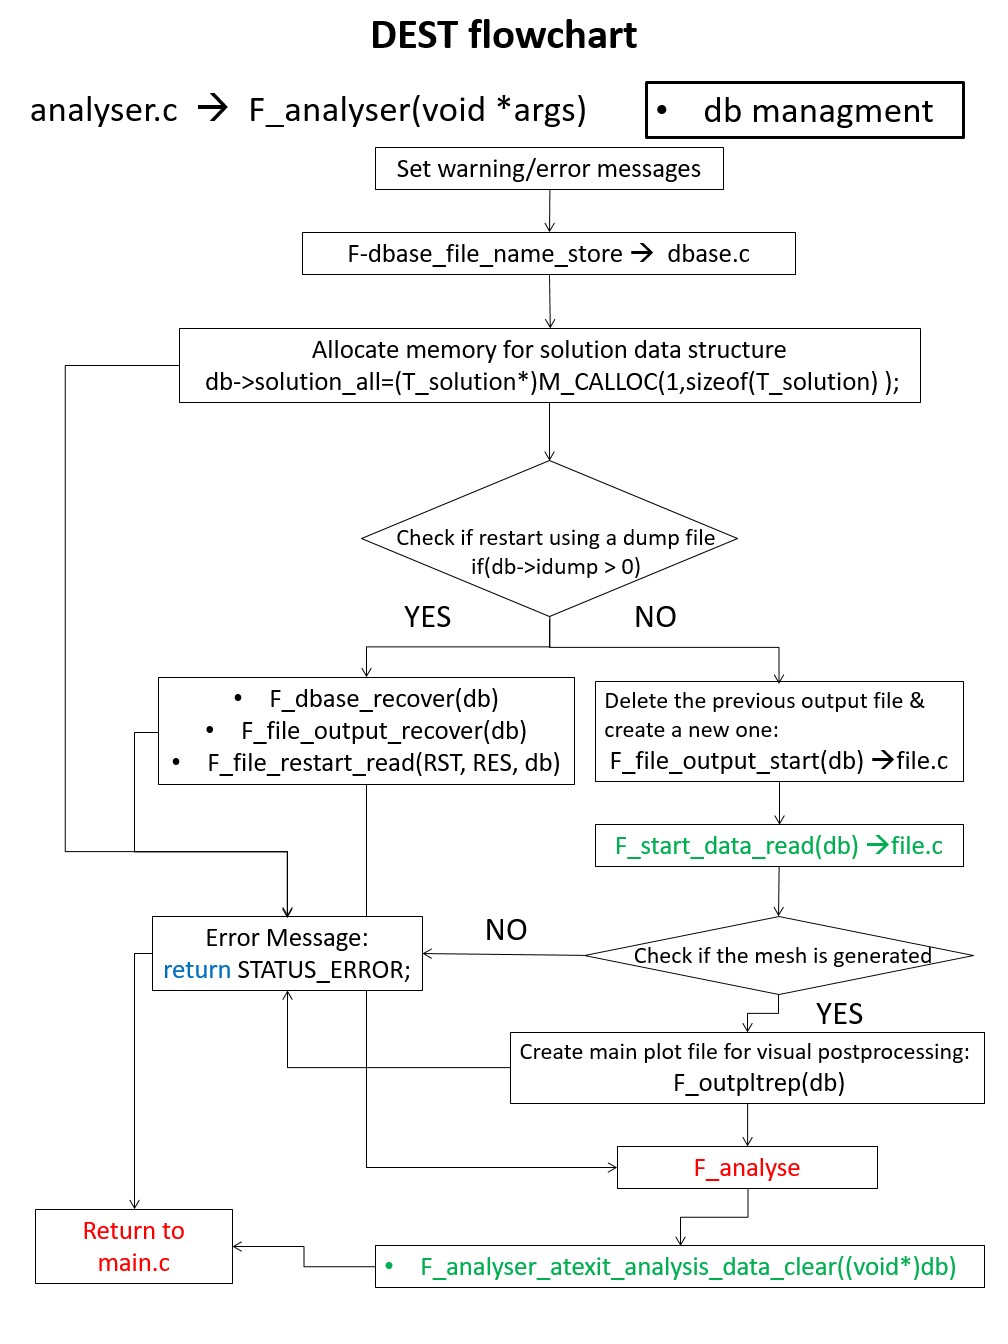 DEST flowchart
analyser.c → F_analyser(void *args)
• db managment
Set warning/error messages
F-dbase_file_name_store → dbase.c
Allocate memory for solution data structure
db->solution_all=(T_solution*)M_CALLOC(1,sizeof(T_solution) );
Check if restart using a dump file
if(db->idump > 0)
YES
NO
• F_dbase_recover(db)
• F_file_output_recover(db)
• F_file_restart_read(RST, RES, db)
Delete the previous output file &
create a new one:
F_file_output_start(db) →file.c
F_start_data_read(db) →file.c
Error Message:
return STATUS_ERROR;
NO
Check if the mesh is generated
YES
Create main plot file for visual postprocessing:
F_outpltrep(db)
F_analyse
Return to
main.c
• F_analyser_atexit_analysis_data_clear((void*)db)